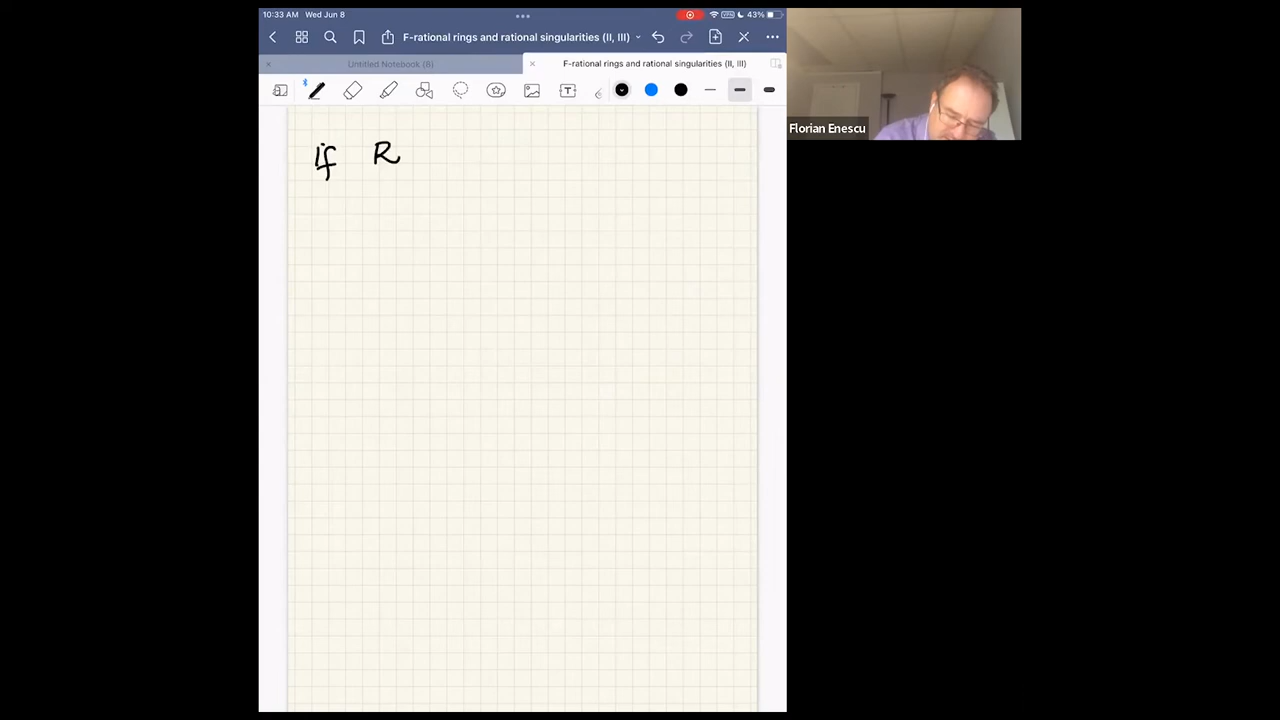 10:33 AM Wed Jun 8
43%
F-rational rings and rational singularities (II, III)
Untitled Notebook (8)
F-rational rings and rational singularities (II, III)
if R
Florian Enescu